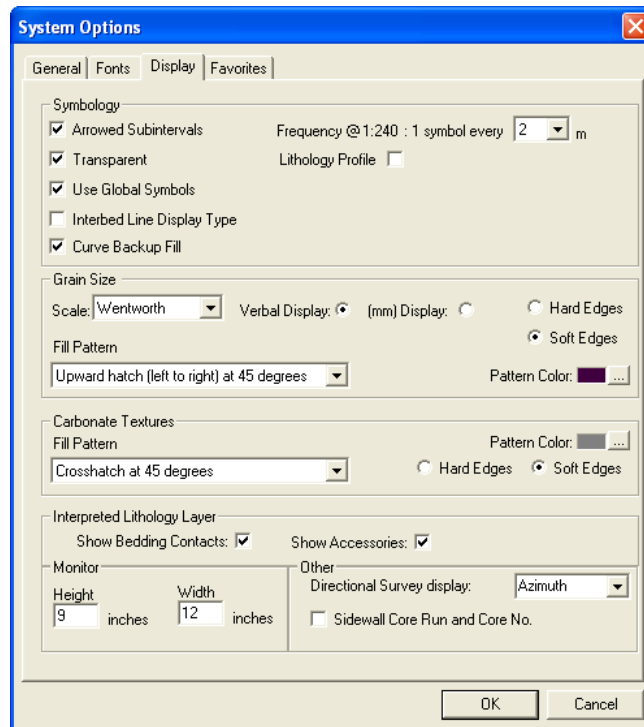 System Options
General Fonts Display Favorites
Symbology
Arrowed Subintervals Frequency @ 1:240 : 1 symbol every 2 m
Transparent Lithology Profile
Use Global Symbols
Interbed Line Display Type
Curve Backup Fill
Grain Size
Scale: Wentworth Verbal Display: (mm) Display: Hard Edges
Soft Edges
Fill Pattern
Upward hatch (left to right) at 45 degrees Pattern Color: ...
Carbonate Textures
Fill Pattern Pattern Color: ...
Crosshatch at 45 degrees Hard Edges Soft Edges
Interpreted Lithology Layer
Show Bedding Contacts: Show Accessories:
Monitor Other
Height Width Directional Survey display: Azimuth
9 inches 12 inches Sidewall Core Run and Core No.
OK Cancel